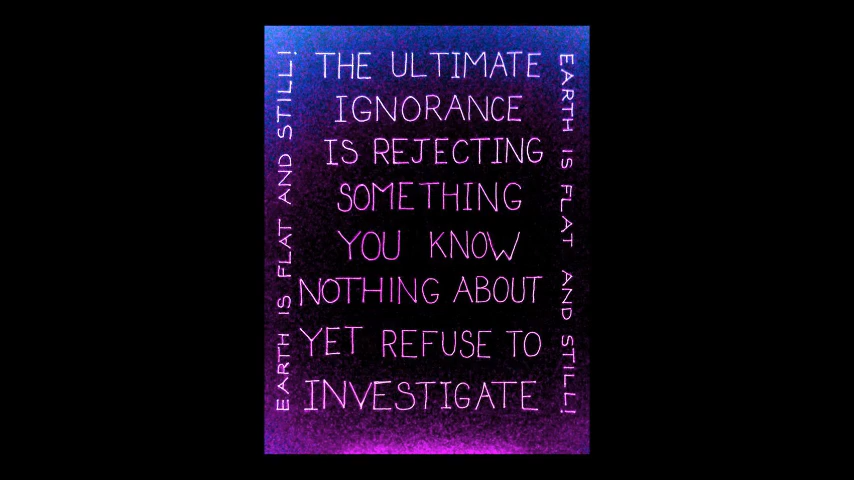 EARTH IS FLAT AND STILL!
THE ULTIMATE
IGNORANCE
IS REJECTING
SOMETHING
YOU KNOW
NOTHING ABOUT
YET REFUSE TO
INVESTIGATE
EARTH IS FLAT AND STILL!